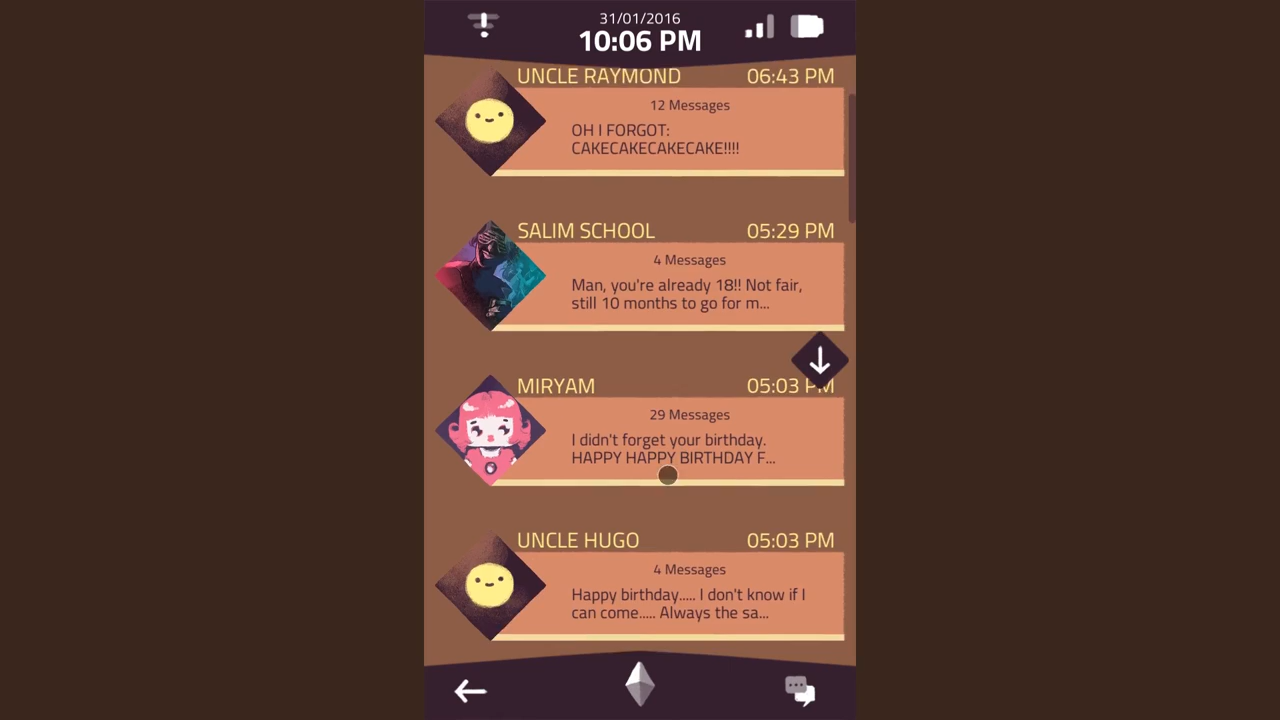 31/01/2016
10:06 PM
UNCLE RAYMOND 06:43 PM
12 Messages
OH I FORGOT:
CAKECAKECAKECAKE!!!!
SALIM SCHOOL 05:29 PM
4 Messages
Man, you're already 18!! Not fair,
still 10 months to go for m...
MIRYAM 05:03 PM
29 Messages
I didn't forget your birthday.
HAPPY HAPPY BIRTHDAY F...
UNCLE HUGO 05:03 PM
4 Messages
Happy birthday..... I don't know if I
can come..... Always the sa...